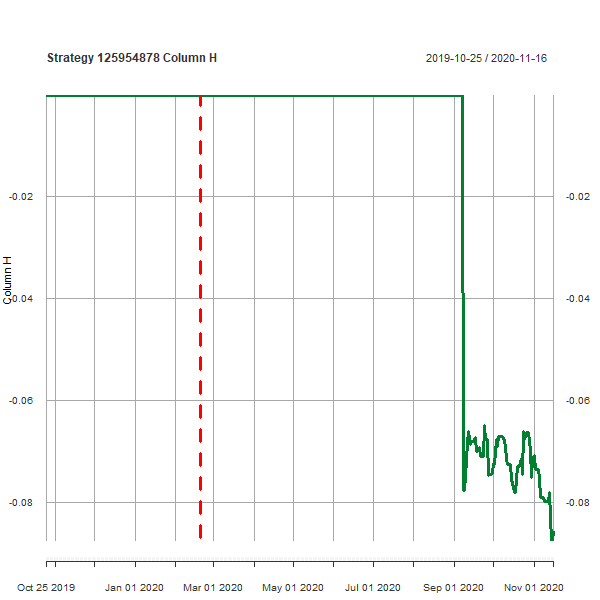 Strategy 125954878 Column H
2019-10-25 / 2020-11-16
-0.02 -0.02
Column H
-0.04 -0.04
-0.06 -0.06
-0.08 -0.08
Oct 25 2019 Jan 01 2020 Mar 01 2020 May 01 2020 Jul 01 2020 Sep 01 2020 Nov 01 2020